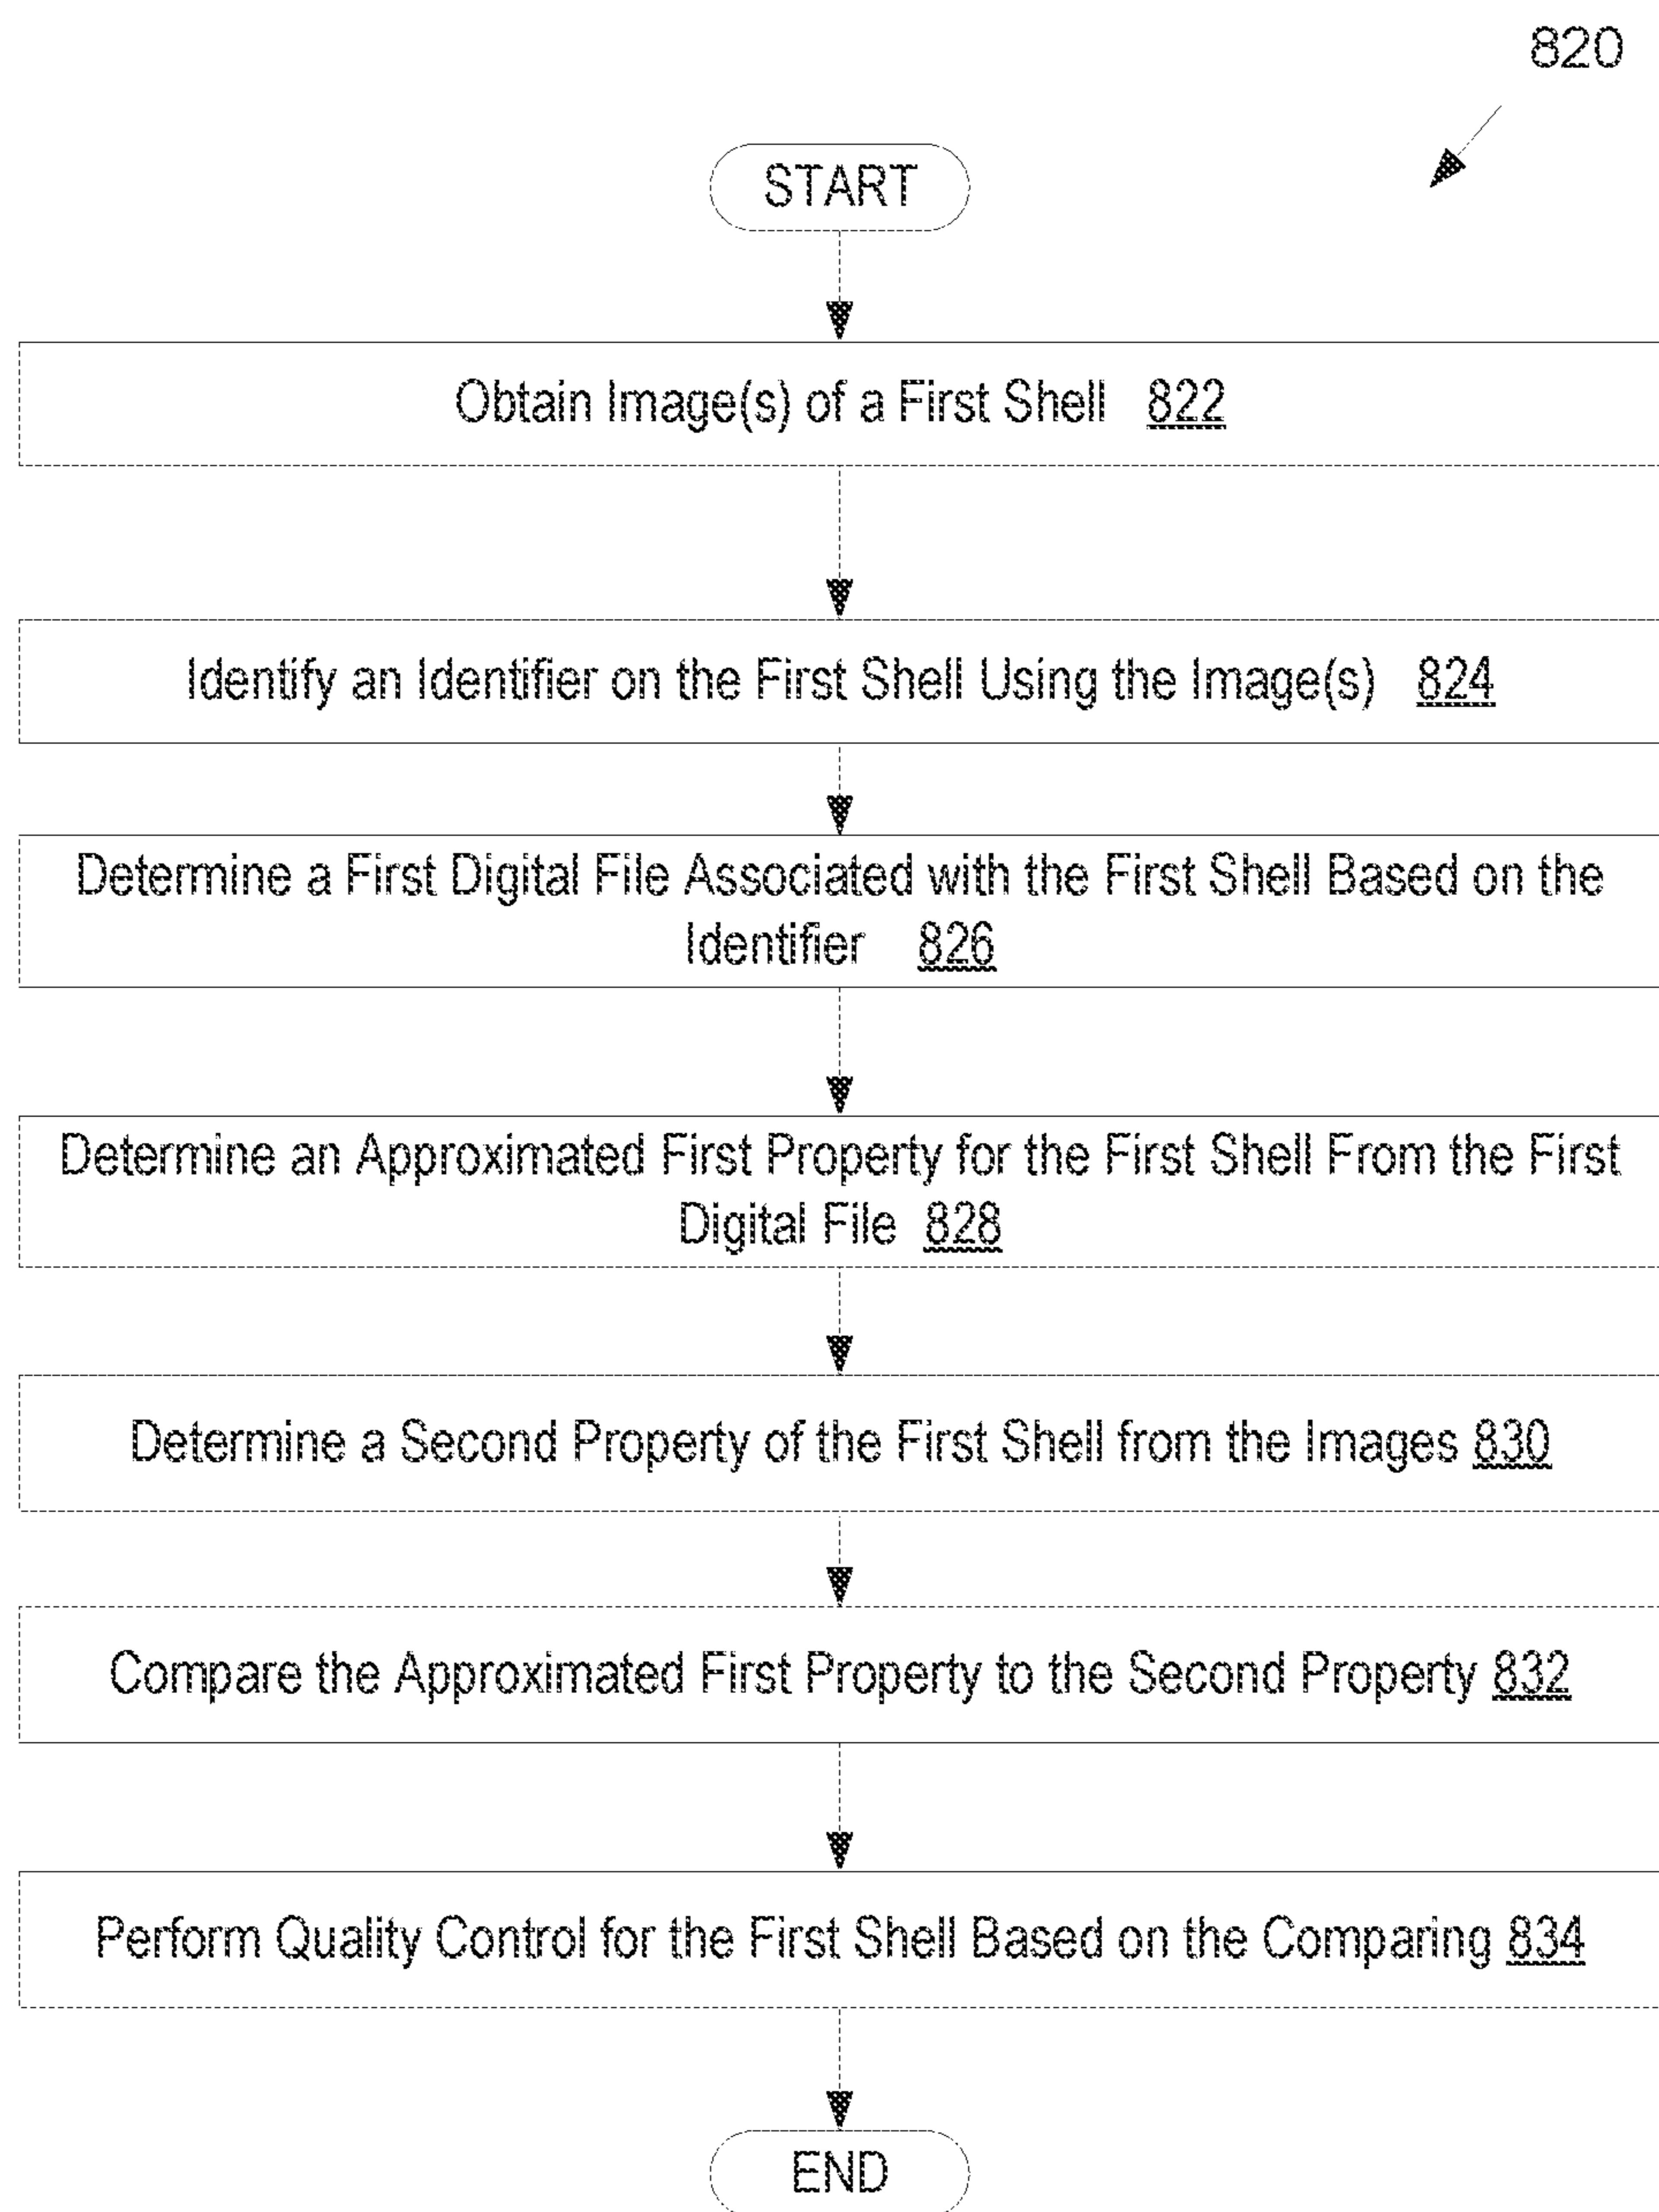 820
START
Obtain Image(s) of a First Shell 822
Identify an Identifier on the First Shell Using the Image(s) 824
Determine a First Digital File Associated with the First Shell Based on the
Identifier 826
Determine an Approximated First Property for the First Shell From the First
Digital File 828
Determine a Second Property of the First Shell from the Images 830
Compare the Approximated First Property to the Second Property 832
Perform Quality Control for the First Shell Based on the Comparing 834
END